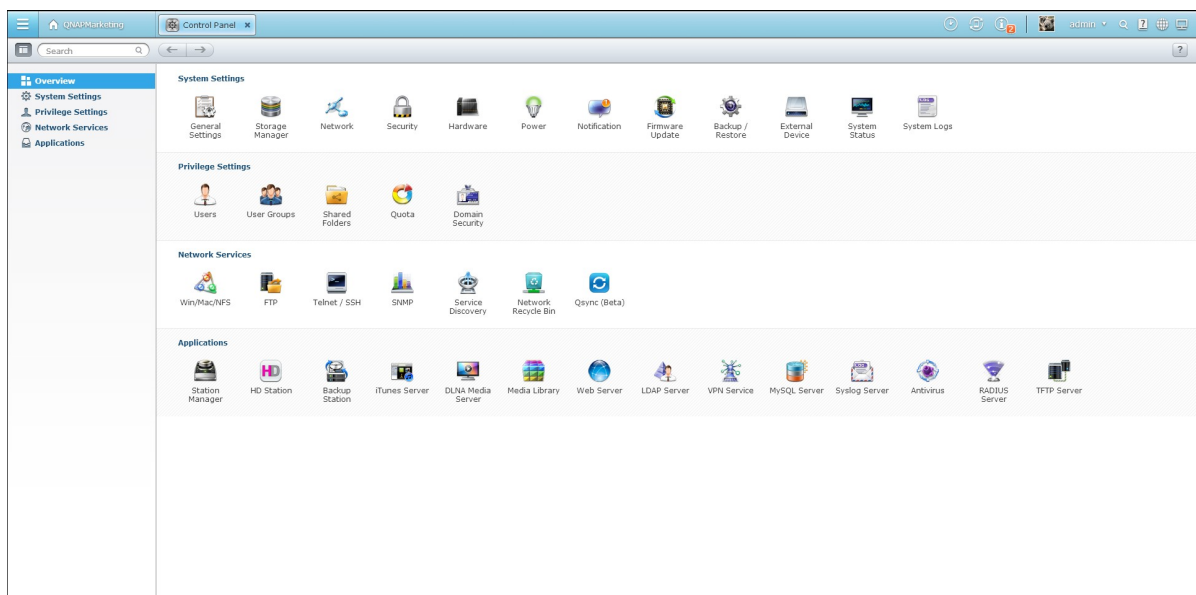 QNAPMarketing
Control Panel
2
admin
?
Search
?
Overview
System Settings
Privilege Settings
Network Services
Applications
System Settings
General
Settings
Storage
Manager
Network
Security
Hardware
Power
Notification
Firmware
Update
Backup /
Restore
External
Device
System
Status
System Logs
Privilege Settings
Users
User Groups
Shared
Folders
Quota
Domain
Security
Network Services
Win/Mac/NFS
FTP
Telnet / SSH
SNMP
Service
Discovery
Network
Recycle Bin
Qsync (Beta)
Applications
Station
Manager
HD
HD Station
Backup
Station
iTunes Server
DLNA Media
Server
Media Library
Web Server
LDAP Server
VPN Service
MySQL Server
Syslog Server
Antivirus
RADIUS
Server
TFTP Server